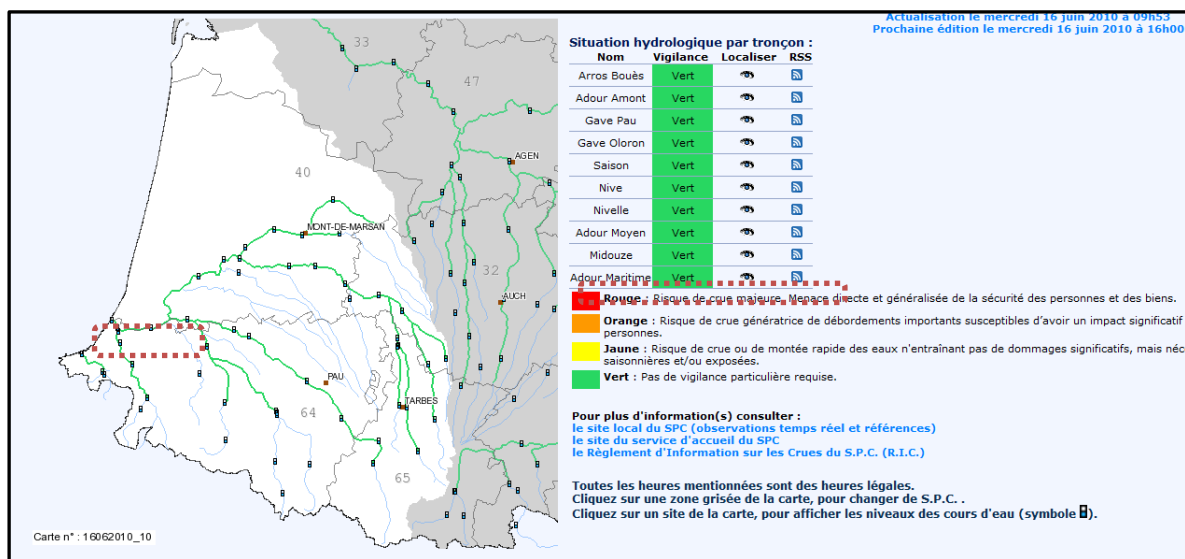 Actualisation le mercredi 16 juin 2010 à 09h53
Prochaine édition le mercredi 16 juin 2010 à 16h00
33
47
AGEN
40
MONT-DE-MARSAN
32
AUCH
PAU
TARBES
64
65
Carte n° : 16062010_10
Situation hydrologique par tronçon :
Nom Vigilance Localiser RSS
Arros Bouès Vert
Adour Amont Vert
Gave Pau Vert
Gave Oloron Vert
Saison Vert
Nive Vert
Nivelle Vert
Adour Moyen Vert
Midouze Vert
Adour Maritime Vert
Rouge : Risque de crue majeure. Menace directe et généralisée de la sécurité des personnes et des biens.
Orange : Risque de crue génératrice de débordements importants susceptibles d'avoir un impact significatif
personnes.
Jaune : Risque de crue ou de montée rapide des eaux n'entraînant pas de dommages significatifs, mais néc
saisonnières et/ou exposées.
Vert : Pas de vigilance particulière requise.
Pour plus d'information(s) consulter :
le site local du SPC (observations temps réel et références)
le site du service d'accueil du SPC
le Règlement d'Information sur les Crues du S.P.C. (R.I.C.)
Toutes les heures mentionnées sont des heures légales.
Cliquez sur une zone grisée de la carte, pour changer de S.P.C. .
Cliquez sur un site de la carte, pour afficher les niveaux des cours d'eau (symbole ).